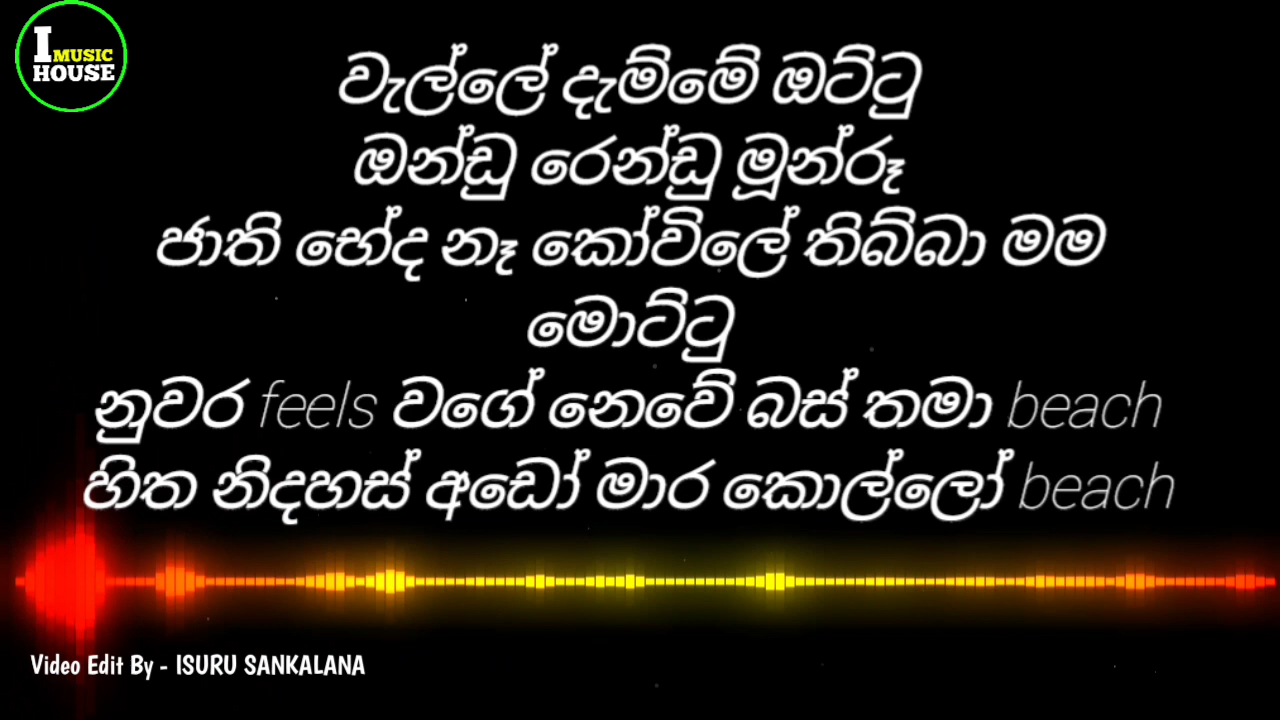 I MUSIC
HOUSE
වැල්ලේ දැම්මේ ඔට්ටු
ඔන්ඩු රෙන්ඩු මූන්රූ
ජාති භේද නෑ කෝවිලේ තිබ්බා මම
මොට්ටු
නුවර feels වගේ නෙවේ බස් තමා beach
හිත නිදහස් අඩෝ මාර කොල්ලෝ beach
Video Edit By - ISURU SANKALANA